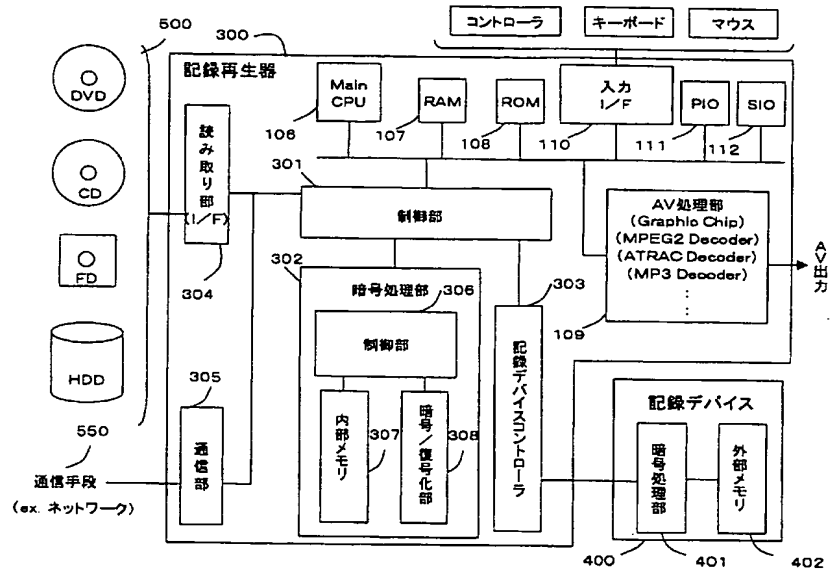 コントローラ
キーボード
マウス
500
300
記録再生器
DVD
CD
FD
HDD
読み取り部
(I/F)
304
Main
CPU
106
RAM
107
ROM
108
入力
I/F
110
PIO
111
SIO
112
301
制御部
AV処理部
(Graphic Chip)
(MPEG2 Decoder)
(ATRAC Decoder)
(MP3 Decoder)
⋮
109
AV出力
302
暗号処理部
306
制御部
内部メモリ
307
暗号/復号化部
308
303
記録デバイスコントローラ
305
通信部
550
通信手段
(ex. ネットワーク)
記録デバイス
暗号処理部
外部メモリ
400
401
402